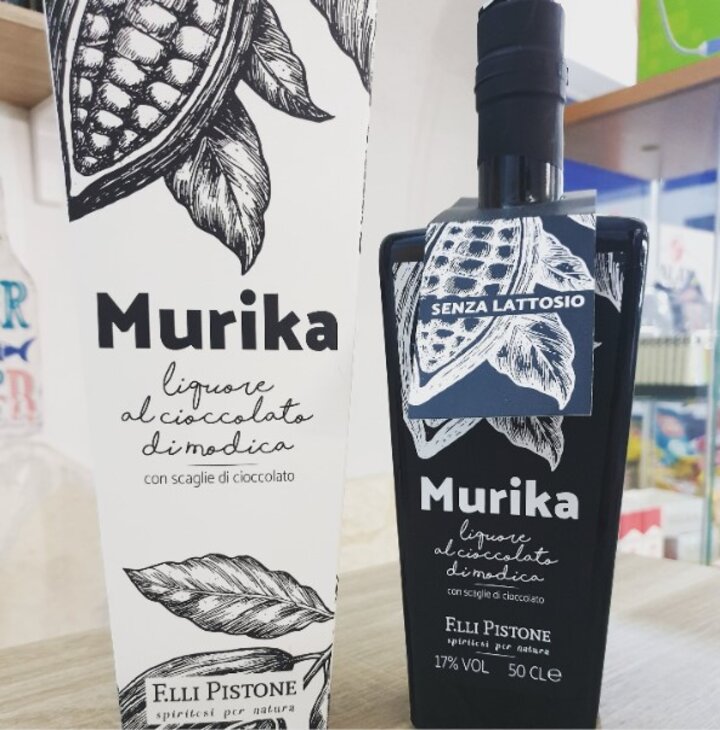 Murika
liquore
al cioccolato
di modica
con scaglie di cioccolato
F.LLI PISTONE
spiritosi per natura
SENZA LATTOSIO
Murika
liquore
al cioccolato
di modica
con scaglie di cioccolato
F.LLI PISTONE
spiritosi per natura
17% VOL 50 CL e